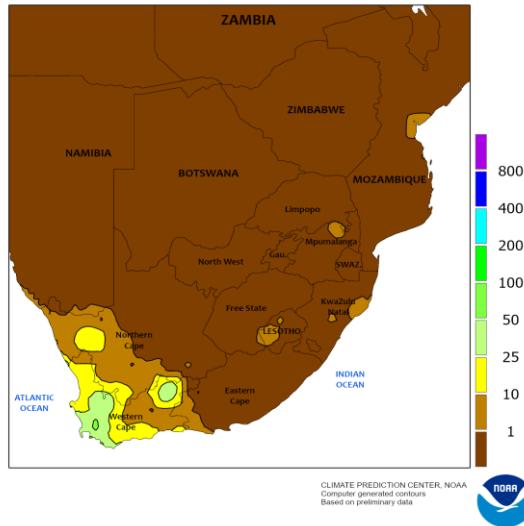 ZAMBIA
ZIMBABWE
NAMIBIA
BOTSWANA
MOZAMBIQUE
Limpopo
Mpumalanga
Gau.
North West
SWAZ.
Free State
KwaZulu
Natal
LESOTHO
Northern
Cape
Eastern
Cape
Western
Cape
ATLANTIC
OCEAN
INDIAN
OCEAN
800
400
200
100
50
25
10
1
CLIMATE PREDICTION CENTER, NOAA
Computer generated contours
Based on preliminary data
NOAA